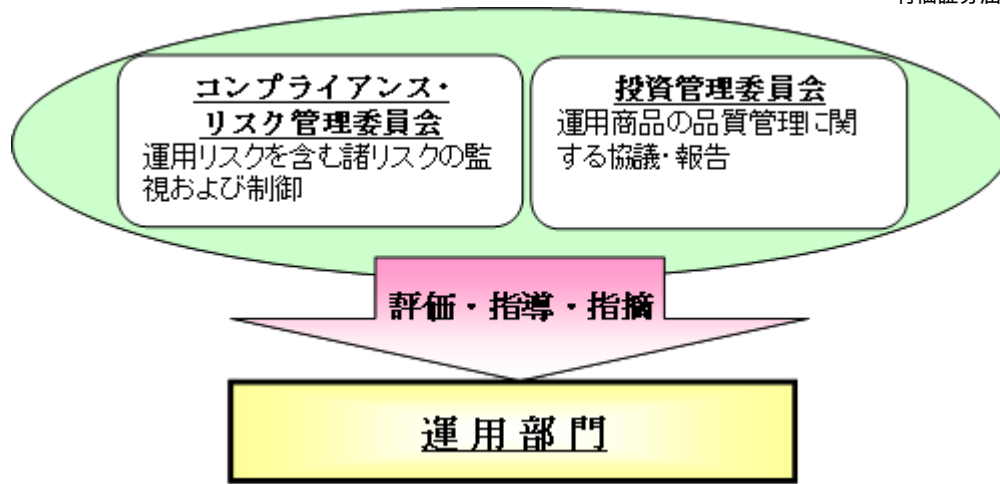 コンプライアンス・
リスク管理委員会
運用リスクを含む諸リスクの監
視および制御
投資管理委員会
運用商品の品質管理に関
する協議・報告
評価・指導・指摘
運用部門